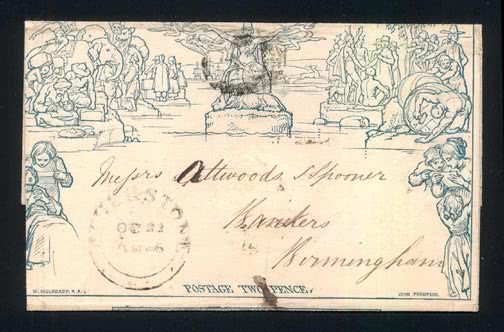 Messrs Attwoods & Spooner
Bankers
Birmingham
POSTAGE TWO PENCE.
W. MULREADY, R.A.
JOHN THOMPSON